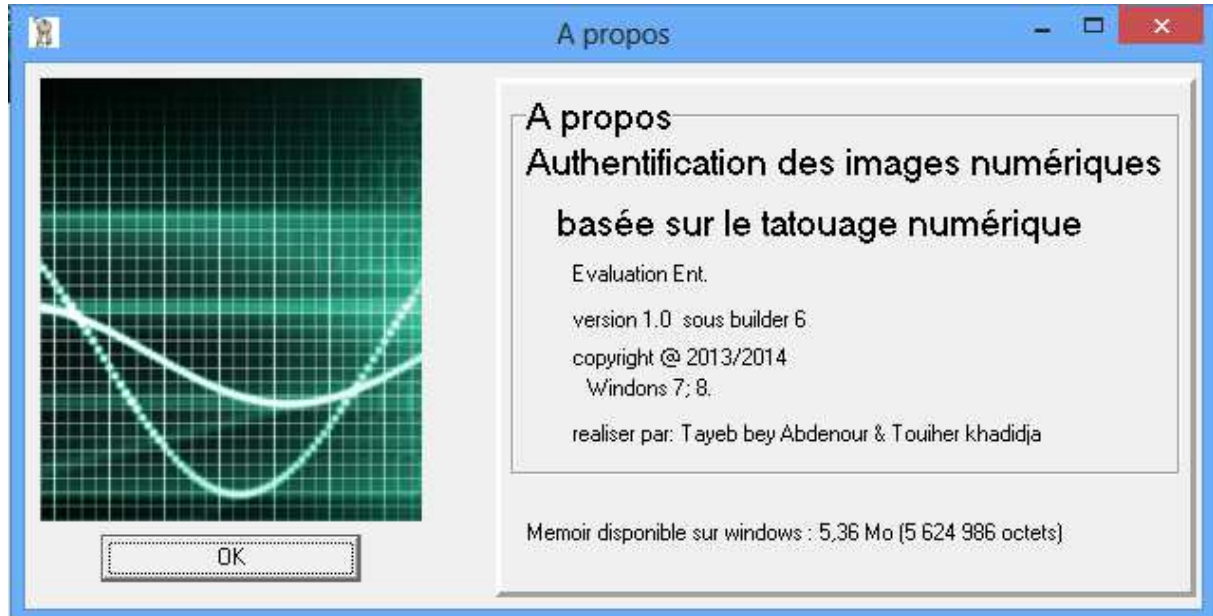 A propos
A propos
Authentification des images numériques
basée sur le tatouage numérique
Evaluation Ent.
version 1.0 sous builder 6
copyright @ 2013/2014
Windons 7; 8.
realiser par: Tayeb bey Abdenour & Touiher khadidja
Memoir disponible sur windows : 5,36 Mo (5 624 986 octets)
OK